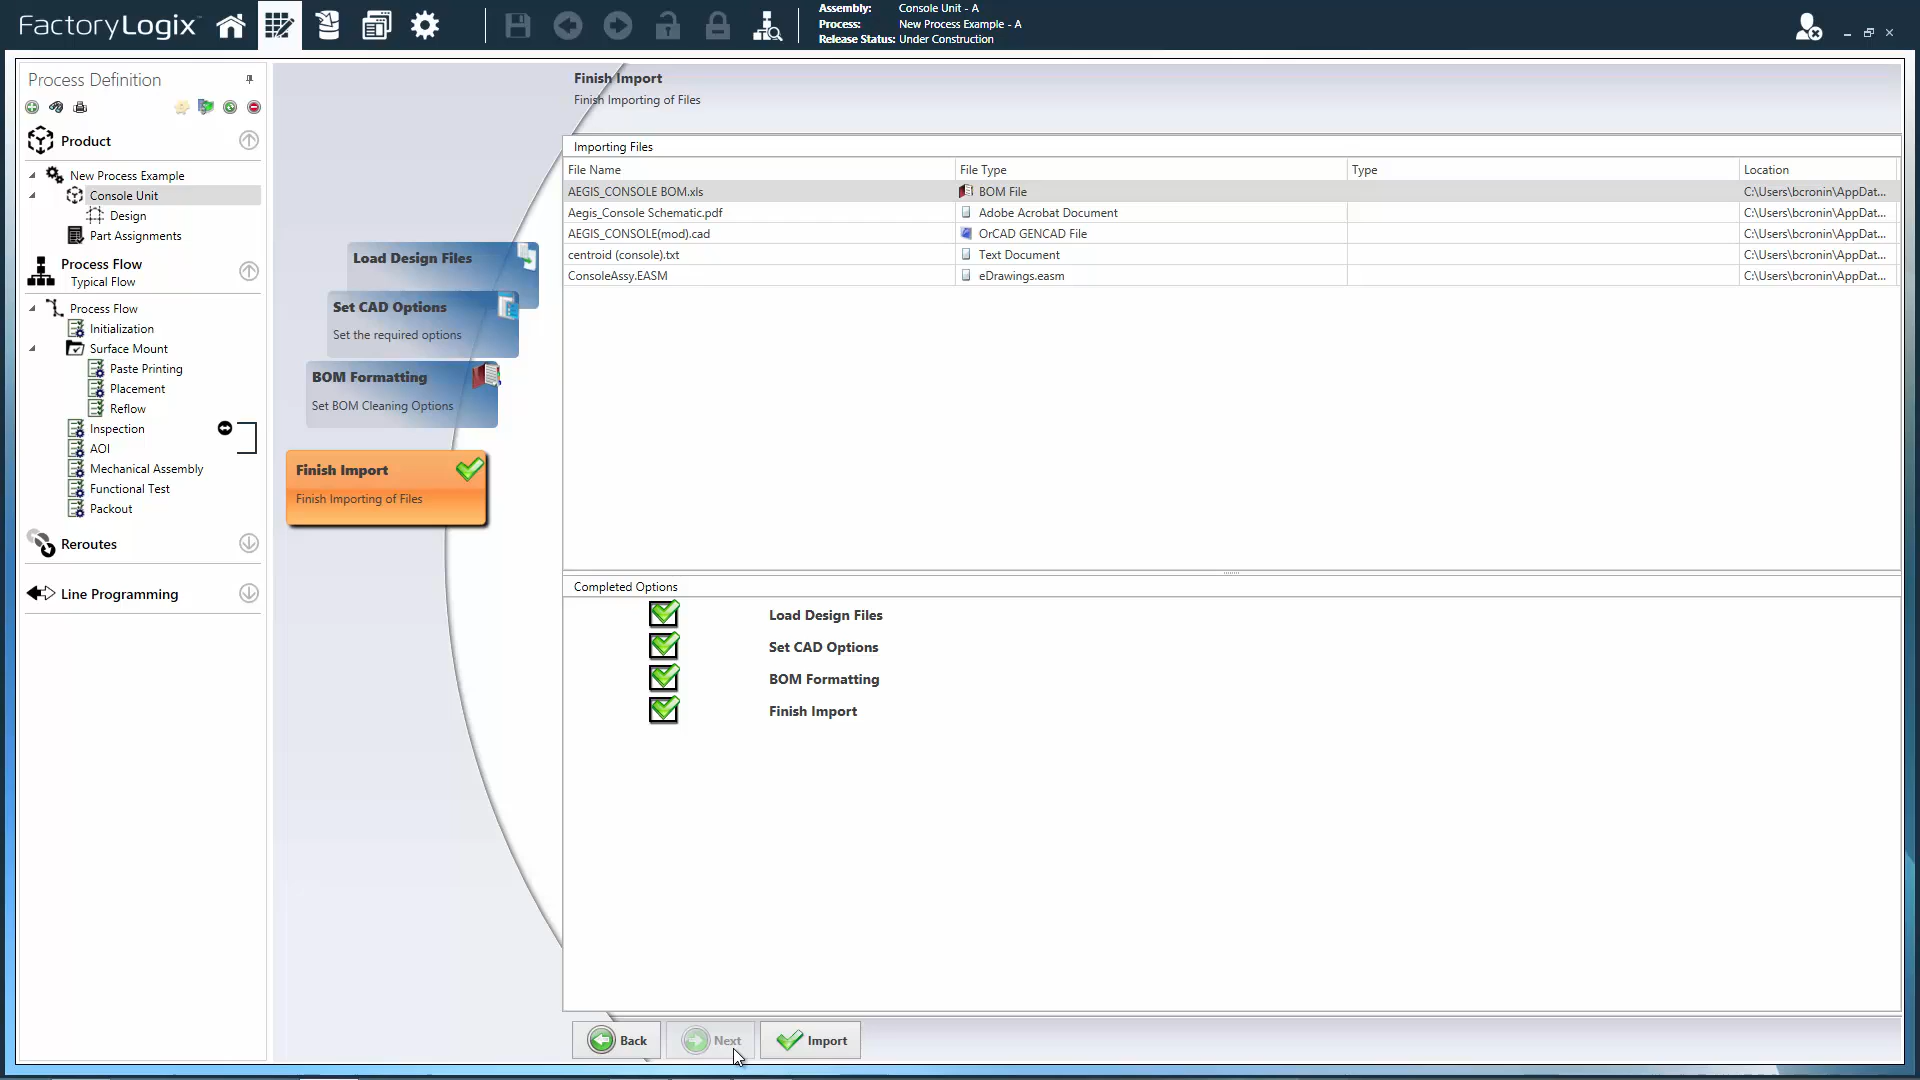 FactoryLogix
Assembly: Console Unit - A
Process: New Process Example - A
Release Status: Under Construction
Process Definition
Product
New Process Example
Console Unit
Design
Part Assignments
Process Flow
Typical Flow
Process Flow
Initialization
Surface Mount
Paste Printing
Placement
Reflow
Inspection
AOI
Mechanical Assembly
Functional Test
Packout
Reroutes
Line Programming
Load Design Files
Set CAD Options
Set the required options
BOM Formatting
Set BOM Cleaning Options
Finish Import
Finish Importing of Files
Finish Import
Finish Importing of Files
Importing Files
File Name File Type Type Location
AEGIS_CONSOLE BOM.xls BOM File C:\Users\bcronin\AppDat...
Aegis_Console Schematic.pdf Adobe Acrobat Document C:\Users\bcronin\AppDat...
AEGIS_CONSOLE(mod).cad OrCAD GENCAD File C:\Users\bcronin\AppDat...
centroid (console).txt Text Document C:\Users\bcronin\AppDat...
ConsoleAssy.EASM eDrawings.easm C:\Users\bcronin\AppDat...
Completed Options
Load Design Files
Set CAD Options
BOM Formatting
Finish Import
Back Next Import